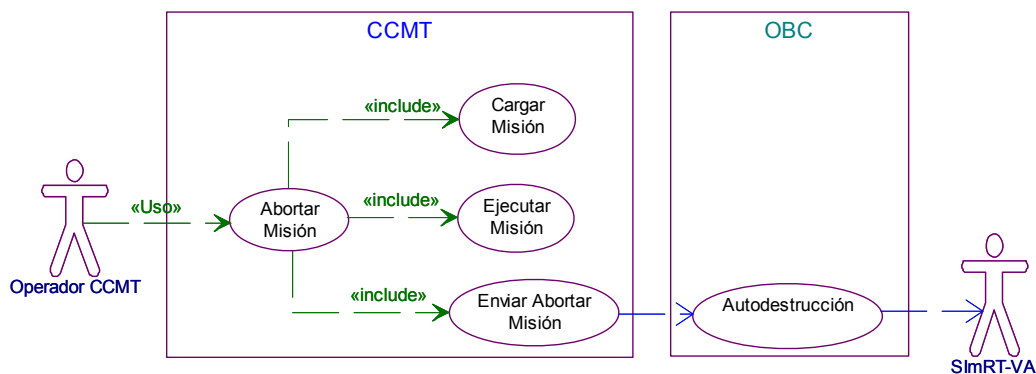 CCMT
OBC
«include»
Cargar
Misión
«Uso»
Abortar
Misión
«include»
Ejecutar
Misión
Operador CCMT
«include»
Enviar Abortar
Misión
Autodestrucción
SImRT-VA